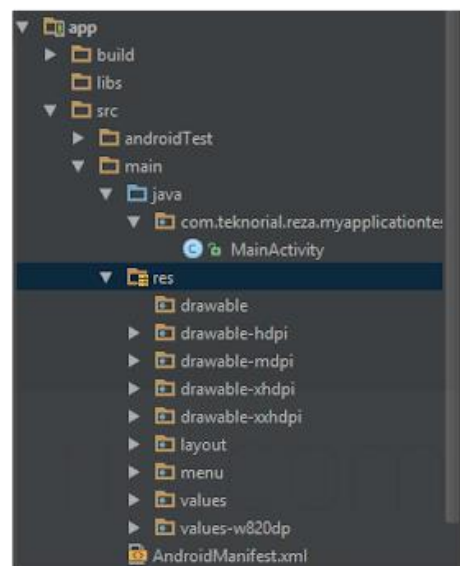 app
build
libs
src
androidTest
main
java
com.teknorial.reza.myapplicationtes
MainActivity
res
drawable
drawable-hdpi
drawable-mdpi
drawable-xhdpi
drawable-xxhdpi
layout
menu
values
values-w820dp
AndroidManifest.xml